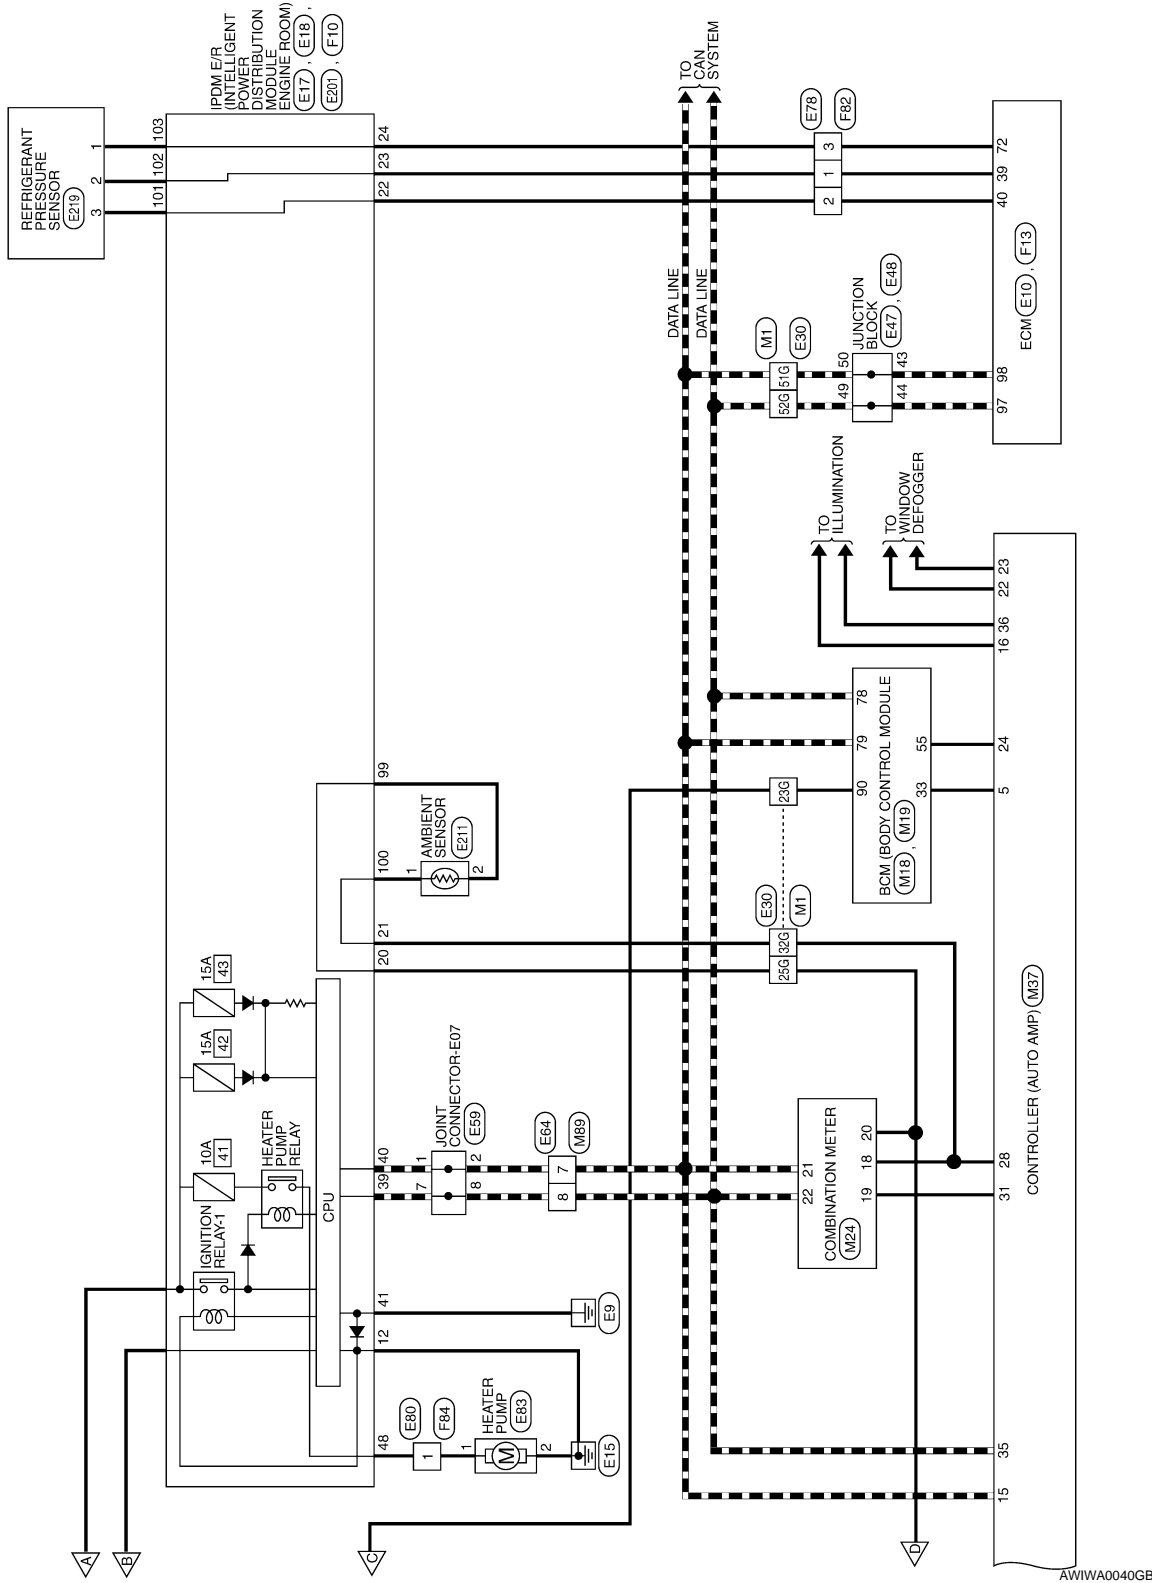 REFRIGERANT
PRESSURE
SENSOR
E219
1
2
3
103
102
101
IPDM E/R
(INTELLIGENT
POWER
DISTRIBUTION
MODULE
ENGINE ROOM)
E17 , E18 ,
E201 , F10
24
23
22
TO
CAN
SYSTEM
E78
F82
3
1
2
72
39
40
ECM E10 , F13
DATA LINE
DATA LINE
M1
E30
51G
52G
JUNCTION
BLOCK
E47 , E48
50
49
43
44
98
97
TO
ILLUMINATION
TO
WINDOW
DEFOGGER
23
22
36
16
99
100
AMBIENT
SENSOR
E211
1
2
21
20
78
79
90
BCM (BODY CONTROL MODULE)
M18 , M19
55
33
24
5
23G
E30
M1
32G
25G
15A
43
15A
42
10A
41
HEATER
PUMP
RELAY
IGNITION
RELAY-1
CPU
40
39
JOINT
CONNECTOR-E07
E59
1
2
7
8
E64
M89
7
8
21
22
COMBINATION METER
M24
20
18
19
28
31
CONTROLLER (AUTO AMP) M37
41
12
E9
48
E80
F84
1
HEATER
PUMP
E83
1
M
2
E15
35
15
A
B
C
D
AWIWA0040GB